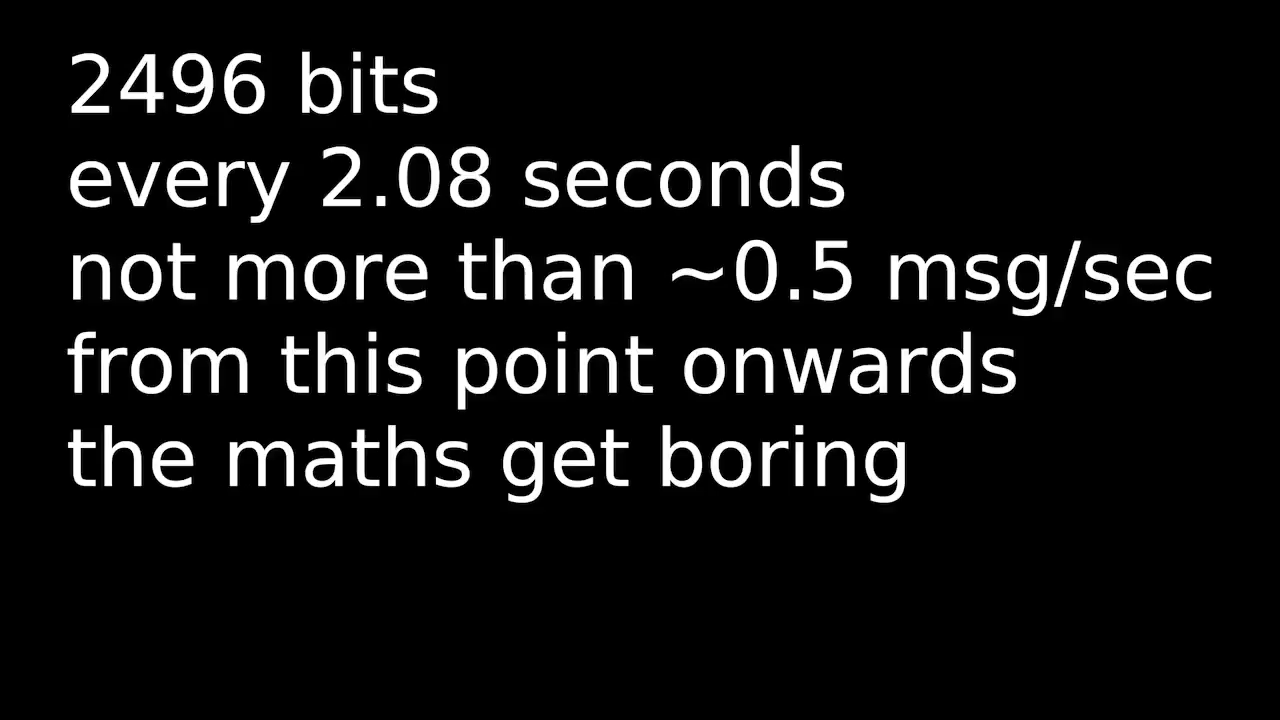 2496 bits
every 2.08 seconds
not more than ~0.5 msg/sec
from this point onwards
the maths get boring